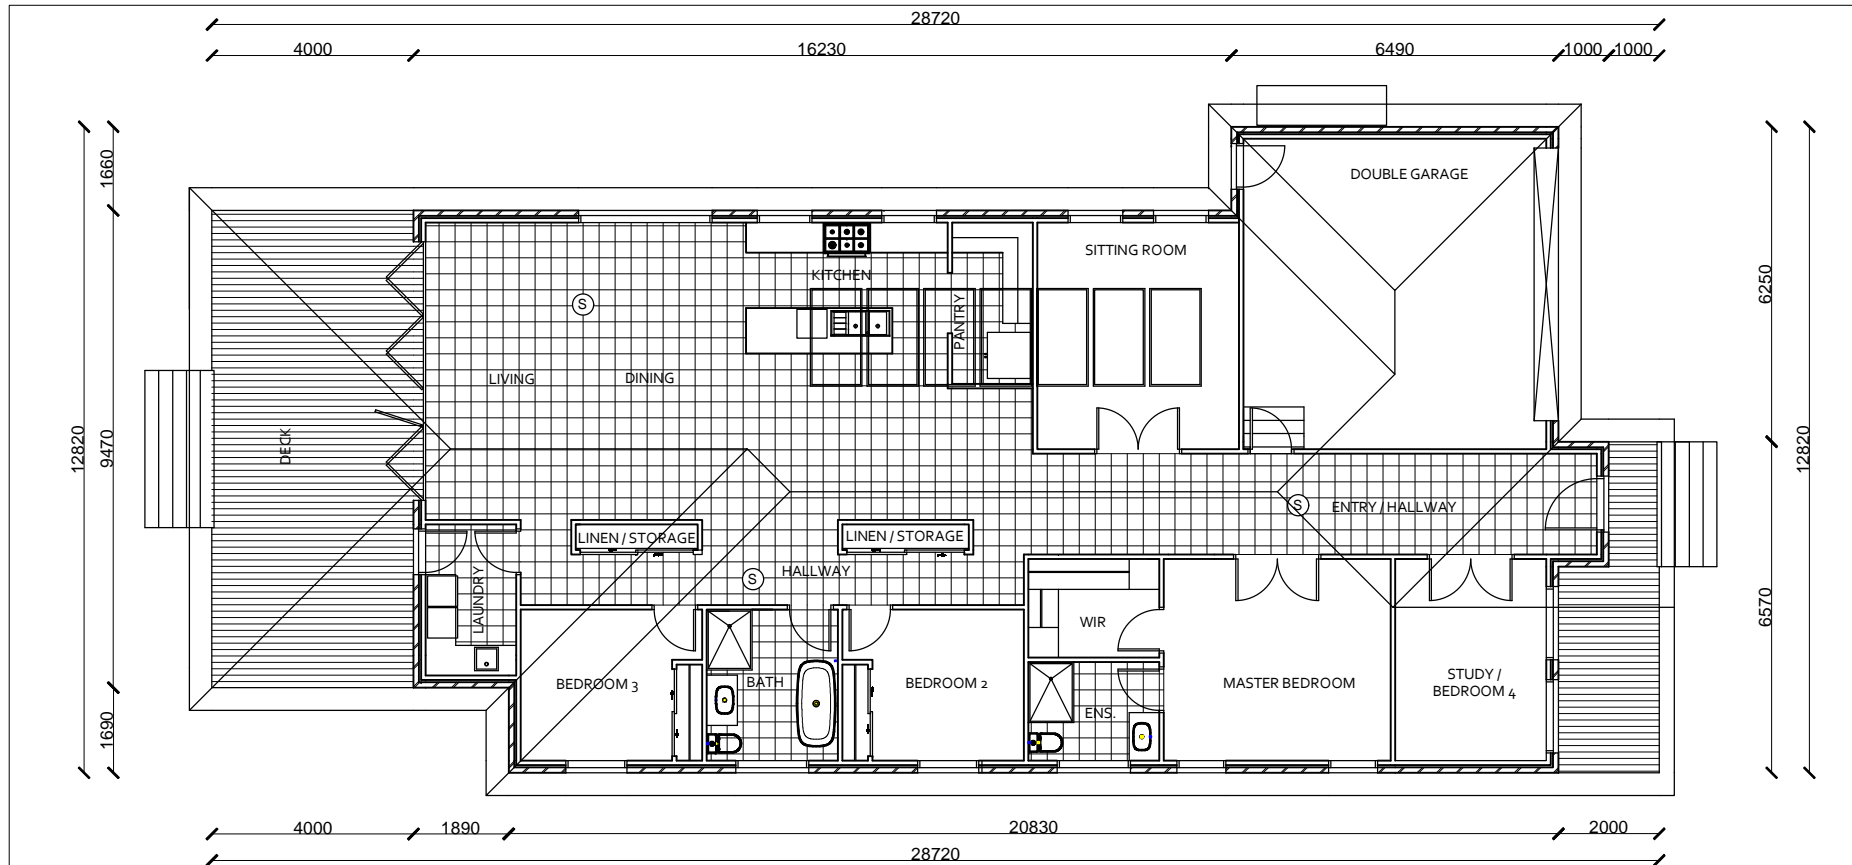 28720
4000 16230 6490 1000 1000
12820
1660
9470
1690
DOUBLE GARAGE
SITTING ROOM
KITCHEN
PANTRY
S
LIVING
DINING
DECK
S
ENTRY / HALLWAY
LINEN / STORAGE
LINEN / STORAGE
S
HALLWAY
LAUNDRY
WIR
BEDROOM 3
BATH
BEDROOM 2
ENS.
MASTER BEDROOM
STUDY /
BEDROOM 4
6250
6570
12820
4000 1890 20830 2000
28720